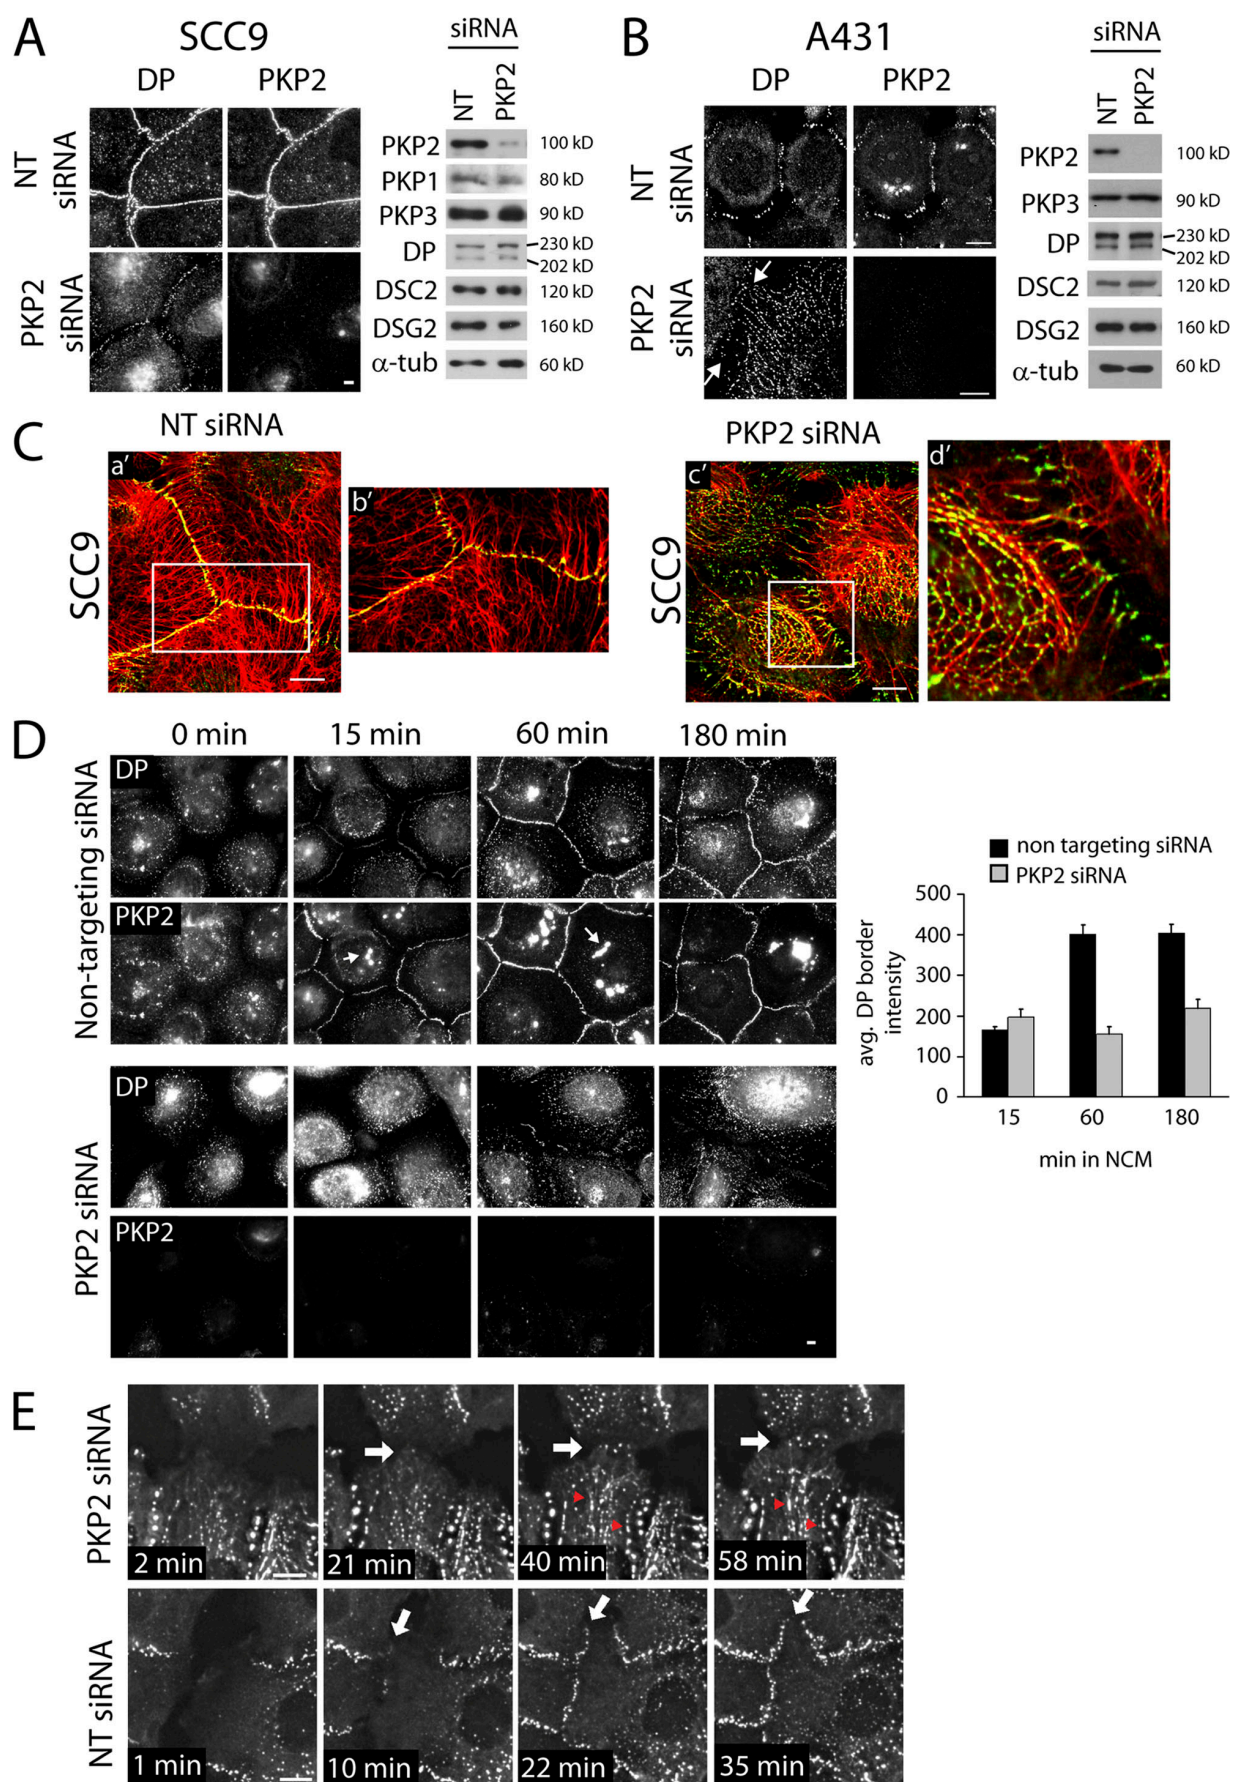 A
SCC9
DP PKP2
NT siRNA
PKP2 siRNA
siRNA
NT PKP2
PKP2 100 kD
PKP1 80 kD
PKP3 90 kD
DP 230 kD
202 kD
DSC2 120 kD
DSG2 160 kD
α-tub 60 kD
B
A431
DP PKP2
NT siRNA
PKP2 siRNA
siRNA
NT PKP2
PKP2 100 kD
PKP3 90 kD
DP 230 kD
202 kD
DSC2 120 kD
DSG2 160 kD
α-tub 60 kD
C
NT siRNA
SCC9
a'
b'
PKP2 siRNA
SCC9
c'
d'
D
0 min 15 min 60 min 180 min
Non-targeting siRNA
DP
PKP2
PKP2 siRNA
DP
PKP2
non targeting siRNA
PKP2 siRNA
avg. DP border intensity
500
400
300
200
100
0
15 60 180
min in NCM
E
PKP2 siRNA
2 min 21 min 40 min 58 min
NT siRNA
1 min 10 min 22 min 35 min